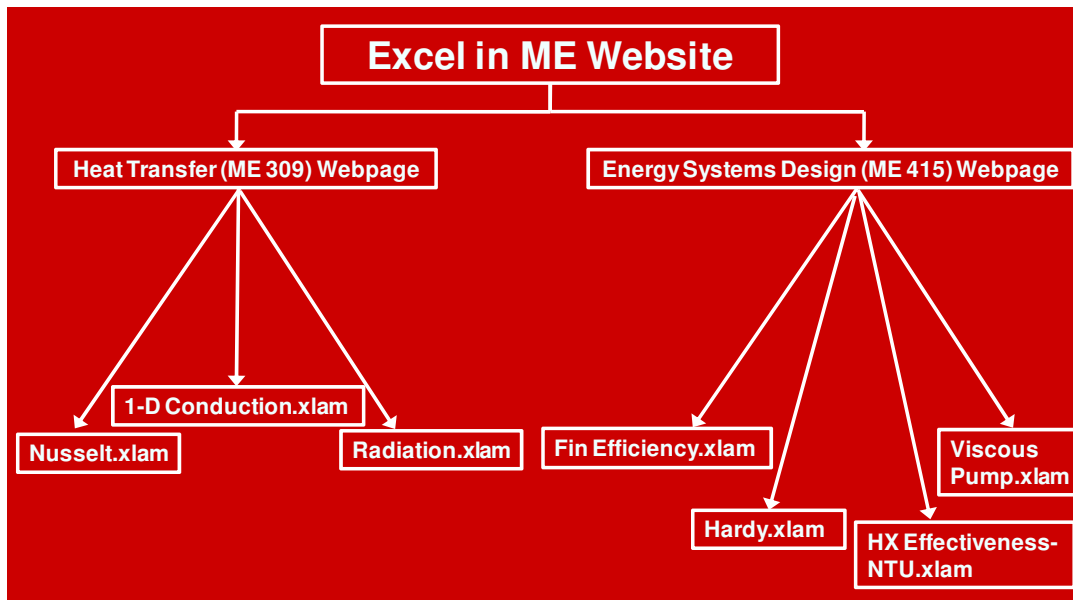 Excel in ME Website
Heat Transfer (ME 309) Webpage
Energy Systems Design (ME 415) Webpage
1-D Conduction.xlam
Nusselt.xlam
Radiation.xlam
Fin Efficiency.xlam
Viscous
Pump.xlam
Hardy.xlam
HX Effectiveness-
NTU.xlam